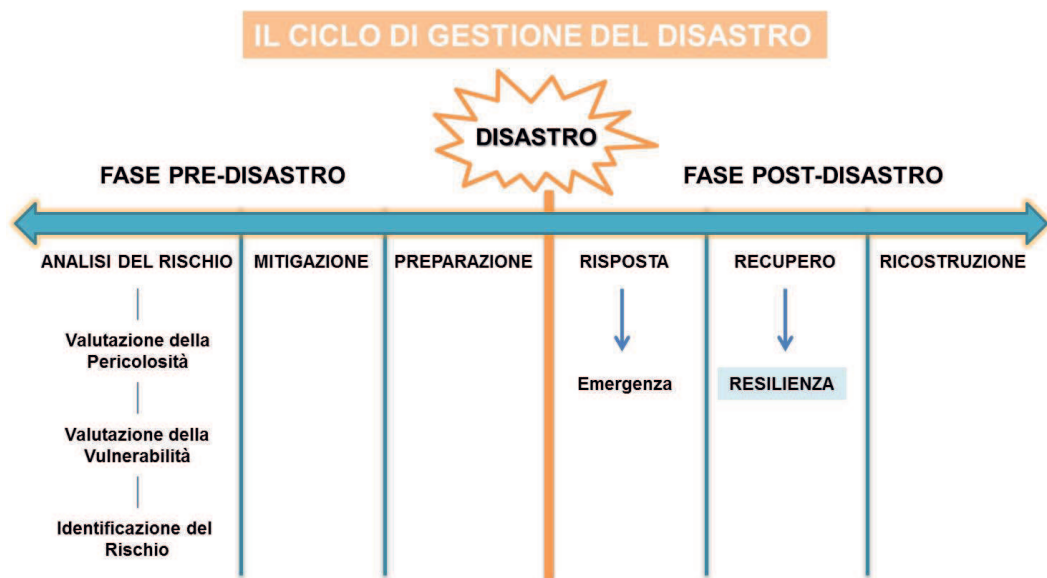 IL CICLO DI GESTIONE DEL DISASTRO
DISASTRO
FASE PRE-DISASTRO
FASE POST-DISASTRO
ANALISI DEL RISCHIO
MITIGAZIONE
PREPARAZIONE
RISPOSTA
RECUPERO
RICOSTRUZIONE
Valutazione della
Pericolosità
Valutazione della
Vulnerabilità
Identificazione del
Rischio
Emergenza
RESILIENZA